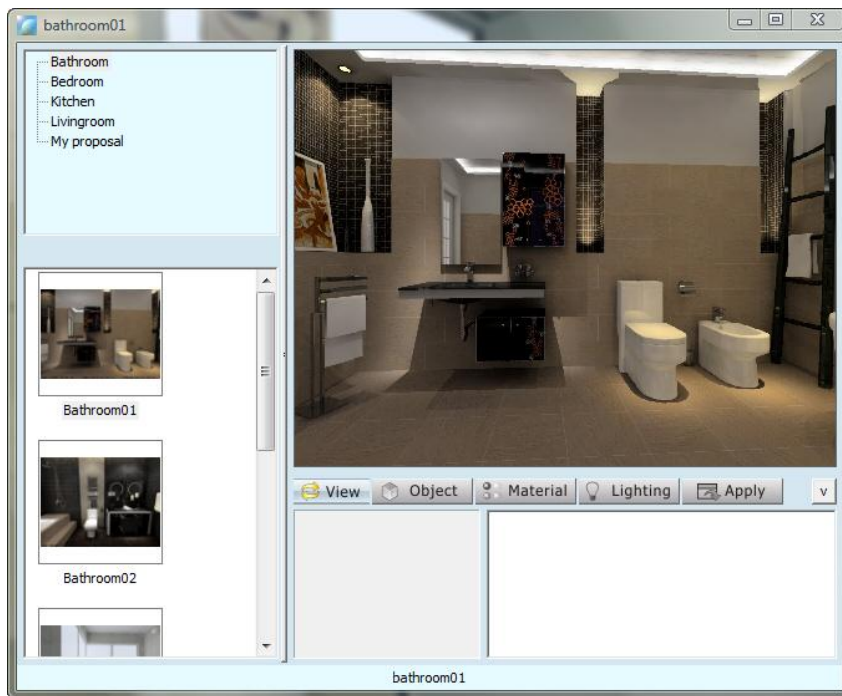 bathroom01
Bathroom
Bedroom
Kitchen
Livingroom
My proposal
Bathroom01
Bathroom02
View
Object
Material
Lighting
Apply
v
bathroom01